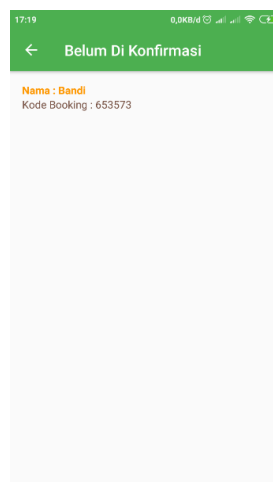 17:19 0,0KB/d
Belum Di Konfirmasi
Nama : Bandi
Kode Booking : 653573